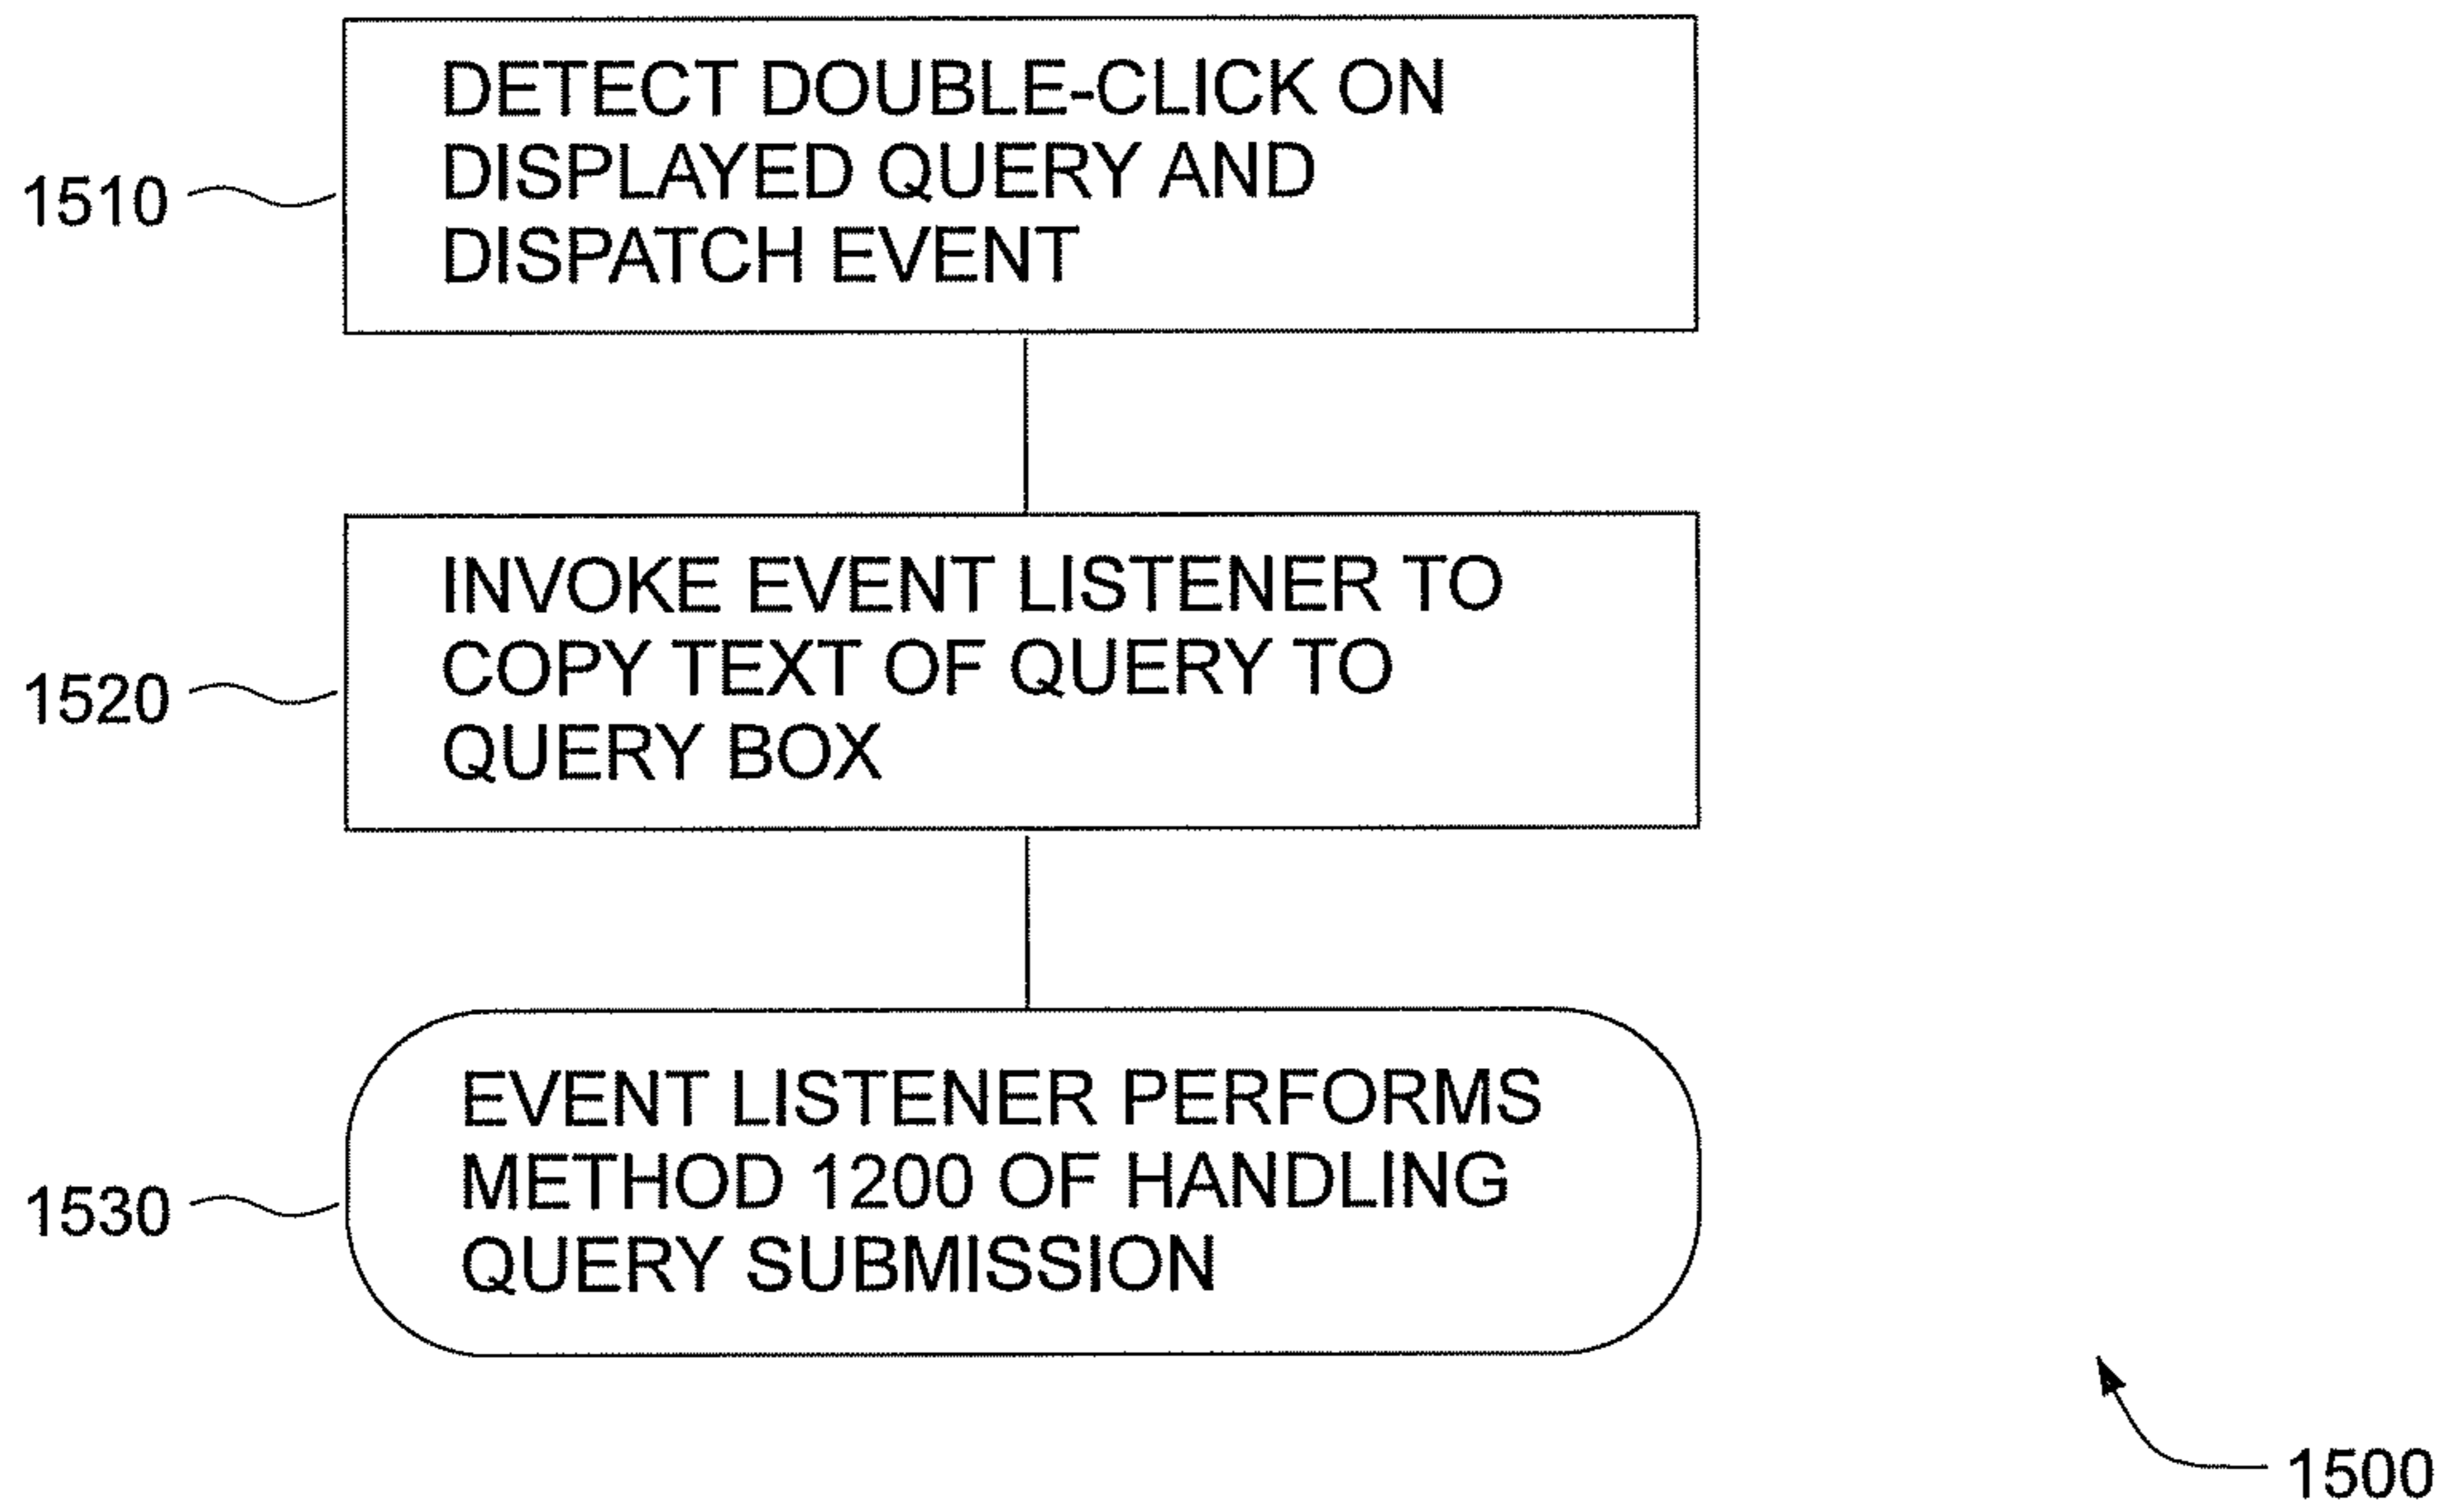 DETECT DOUBLE-CLICK ON
DISPLAYED QUERY AND
DISPATCH EVENT
1510
INVOKE EVENT LISTENER TO
COPY TEXT OF QUERY TO
QUERY BOX
1520
EVENT LISTENER PERFORMS
METHOD 1200 OF HANDLING
QUERY SUBMISSION
1530
1500